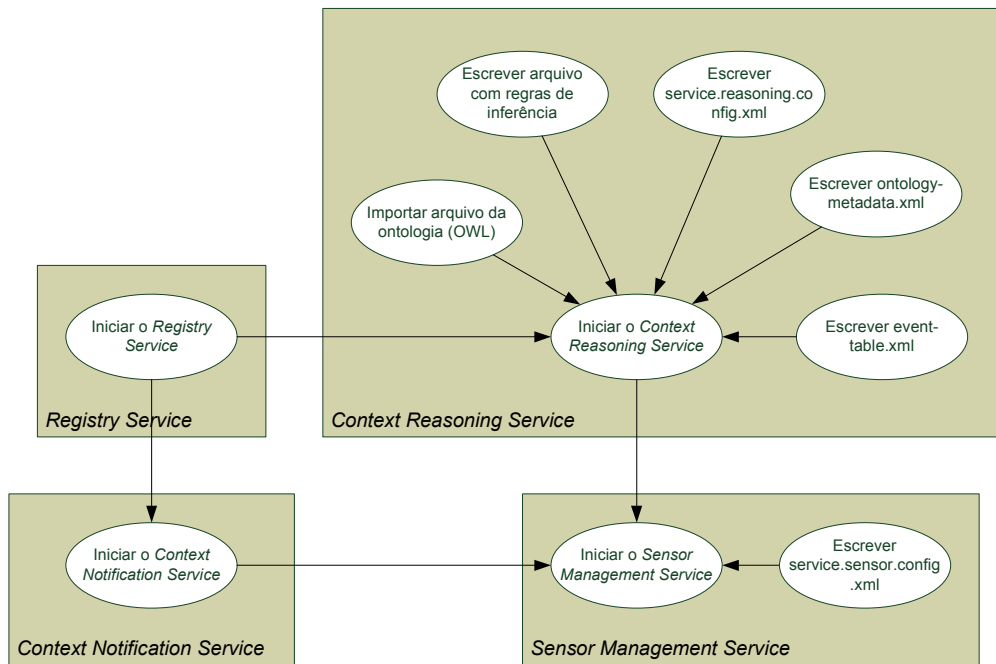 Escrever arquivo
com regras de
inferência
Escrever
service.reasoning.co
nfig.xml
Escrever ontology-
metadata.xml
Importar arquivo da
ontologia (OWL)
Iniciar o Registry
Service
Iniciar o Context
Reasoning Service
Escrever event-
table.xml
Registry Service
Context Reasoning Service
Iniciar o Context
Notification Service
Iniciar o Sensor
Management Service
Escrever
service.sensor.config
.xml
Context Notification Service
Sensor Management Service